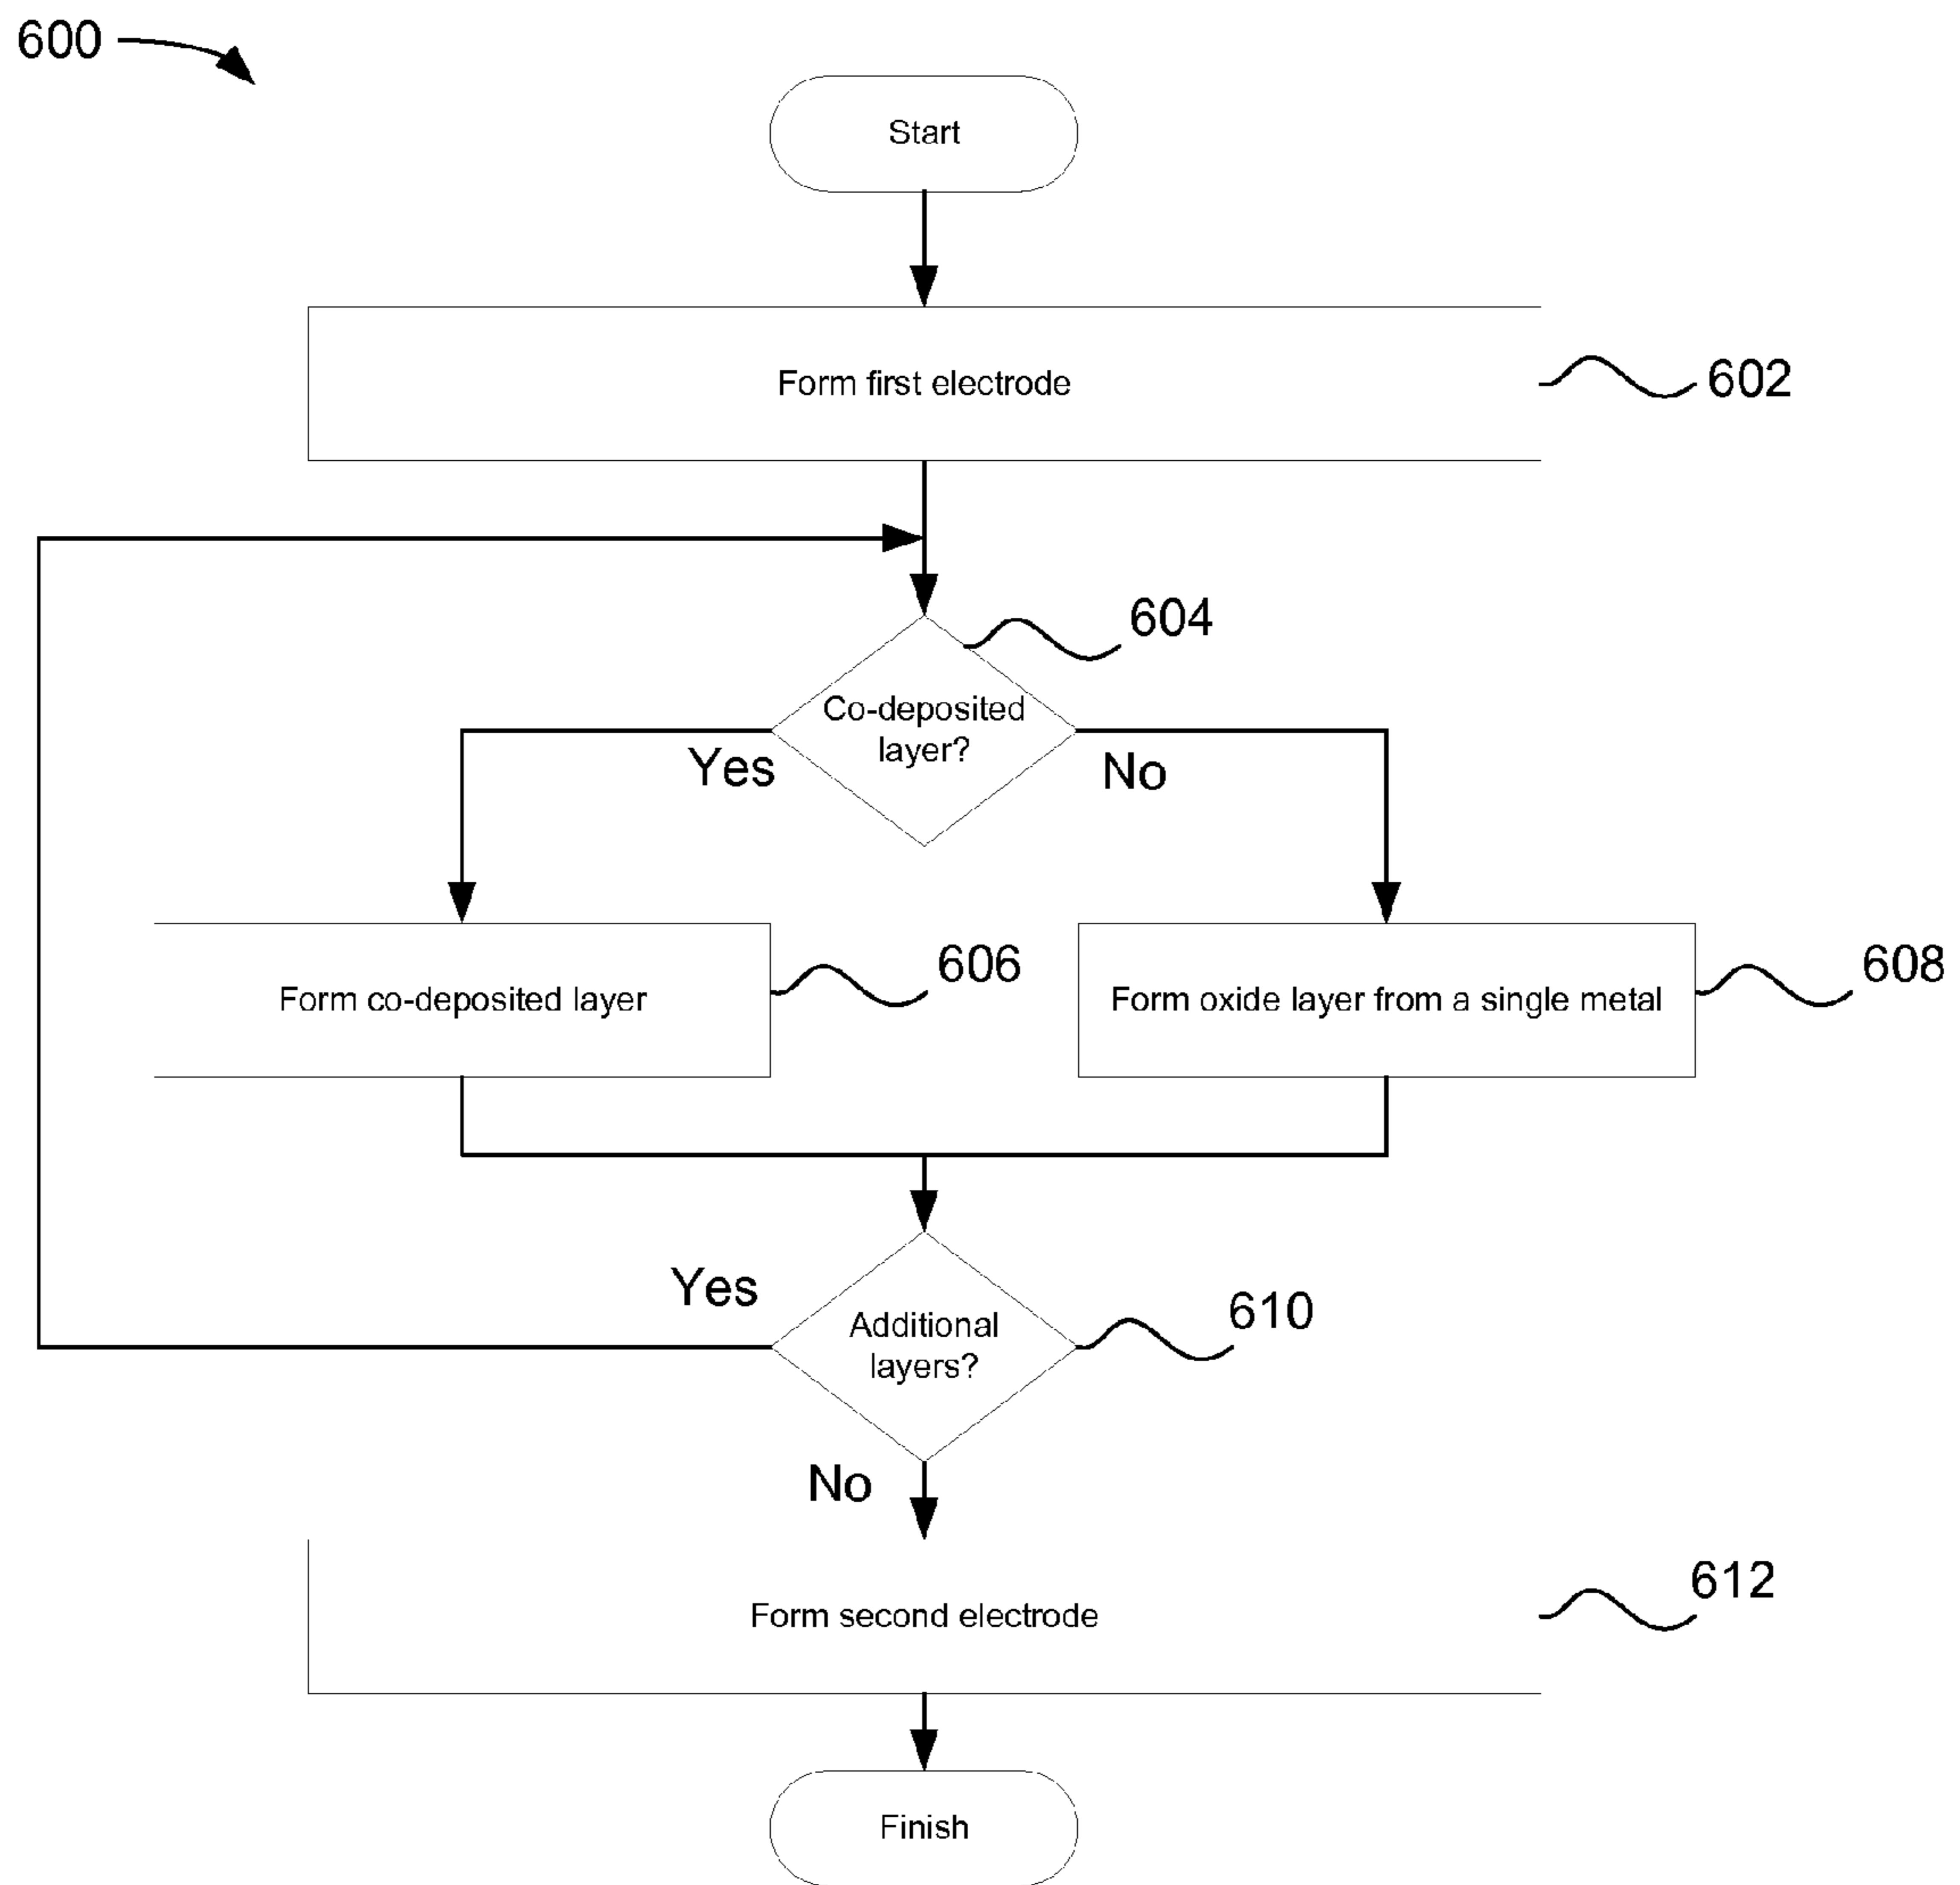 600
Start
Form first electrode
602
604
Co-deposited
layer?
Yes
No
Form co-deposited layer
606
Form oxide layer from a single metal
608
Yes
Additional
layers?
610
No
Form second electrode
612
Finish